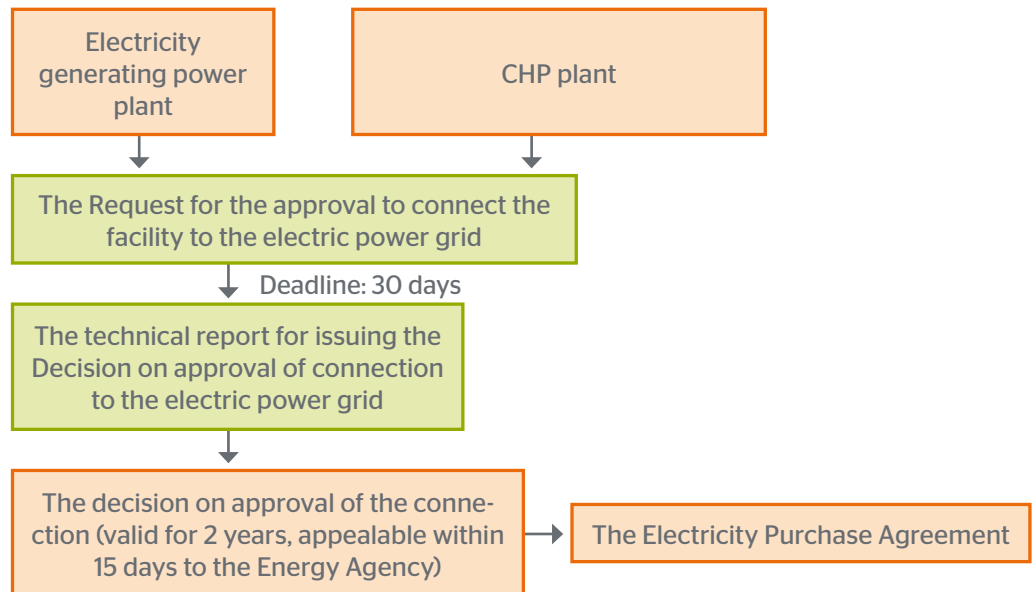 Electricity
generating power
plant
CHP plant
The Request for the approval to connect the
facility to the electric power grid
Deadline: 30 days
The technical report for issuing the
Decision on approval of connection
to the electric power grid
The decision on approval of the conne-
ction (valid for 2 years, appealable within
15 days to the Energy Agency)
The Electricity Purchase Agreement